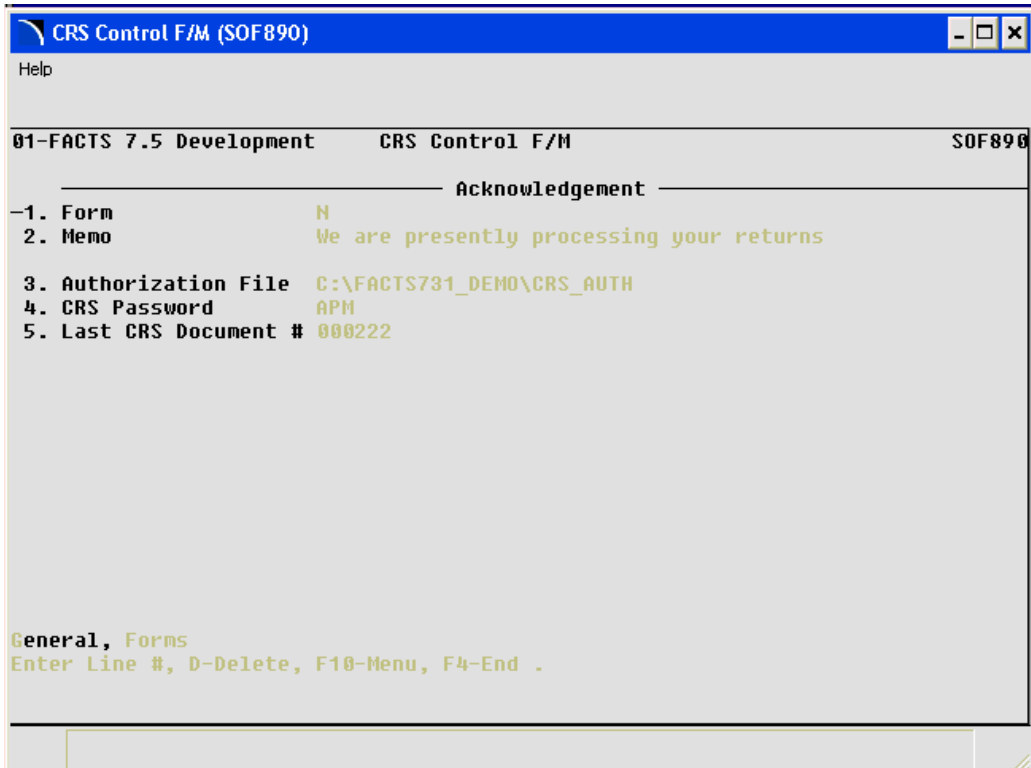 CRS Control F/M (SOF890)
Help
01-FACTS 7.5 Development CRS Control F/M SOF890
Acknowledgement
1. Form N
2. Memo We are presently processing your returns
3. Authorization File C:\FACTS731_DEMO\CRS_AUTH
4. CRS Password APM
5. Last CRS Document # 000222
General, Forms
Enter Line #, D-Delete, F10-Menu, F4-End .